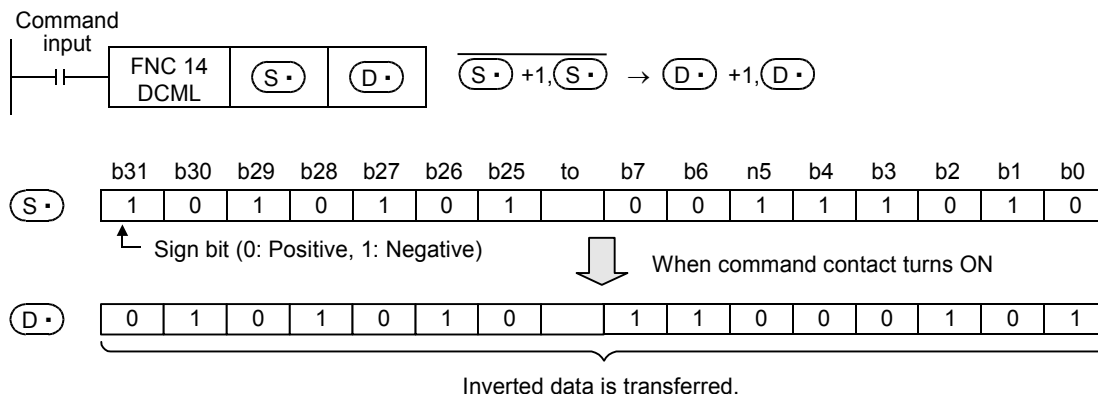 Command
input
FNC 14
DCML
S· D·
S· +1, S· → D· +1, D·
b31 b30 b29 b28 b27 b26 b25 to b7 b6 n5 b4 b3 b2 b1 b0
S· 1 0 1 0 1 0 1 0 0 1 1 1 0 1 0
Sign bit (0: Positive, 1: Negative)
When command contact turns ON
D· 0 1 0 1 0 1 0 1 1 0 0 0 1 0 1
Inverted data is transferred.